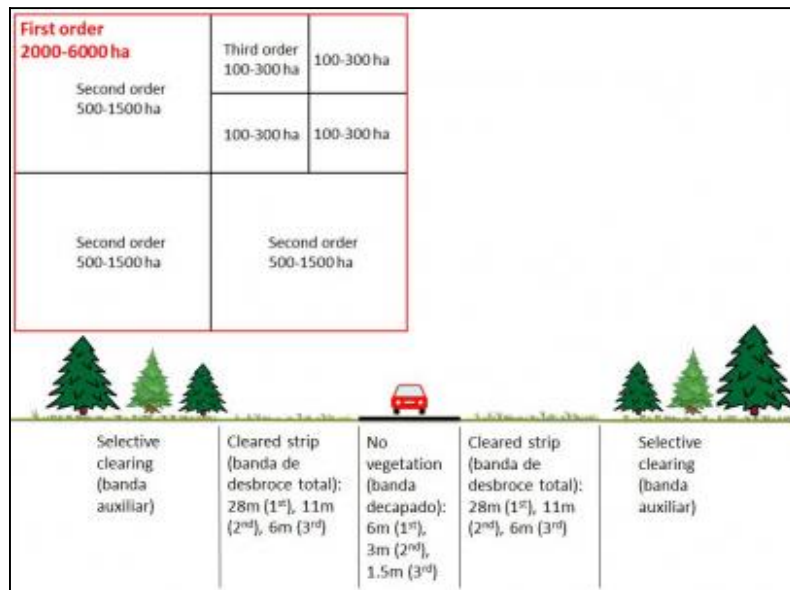 First order
2000-6000 ha
Second order
500-1500 ha
Third order
100-300 ha
100-300 ha
100-300 ha
100-300 ha
Second order
500-1500 ha
Second order
500-1500 ha
Selective
clearing
(banda
auxiliar)
Cleared strip
(banda de
desbroce total):
28m (1st), 11m
(2nd), 6m (3rd)
No
vegetation
(banda
decapado):
6m (1st),
3m (2nd),
1.5m (3rd)
Cleared strip
(banda de
desbroce total):
28m (1st), 11m
(2nd), 6m (3rd)
Selective
clearing
(banda
auxiliar)